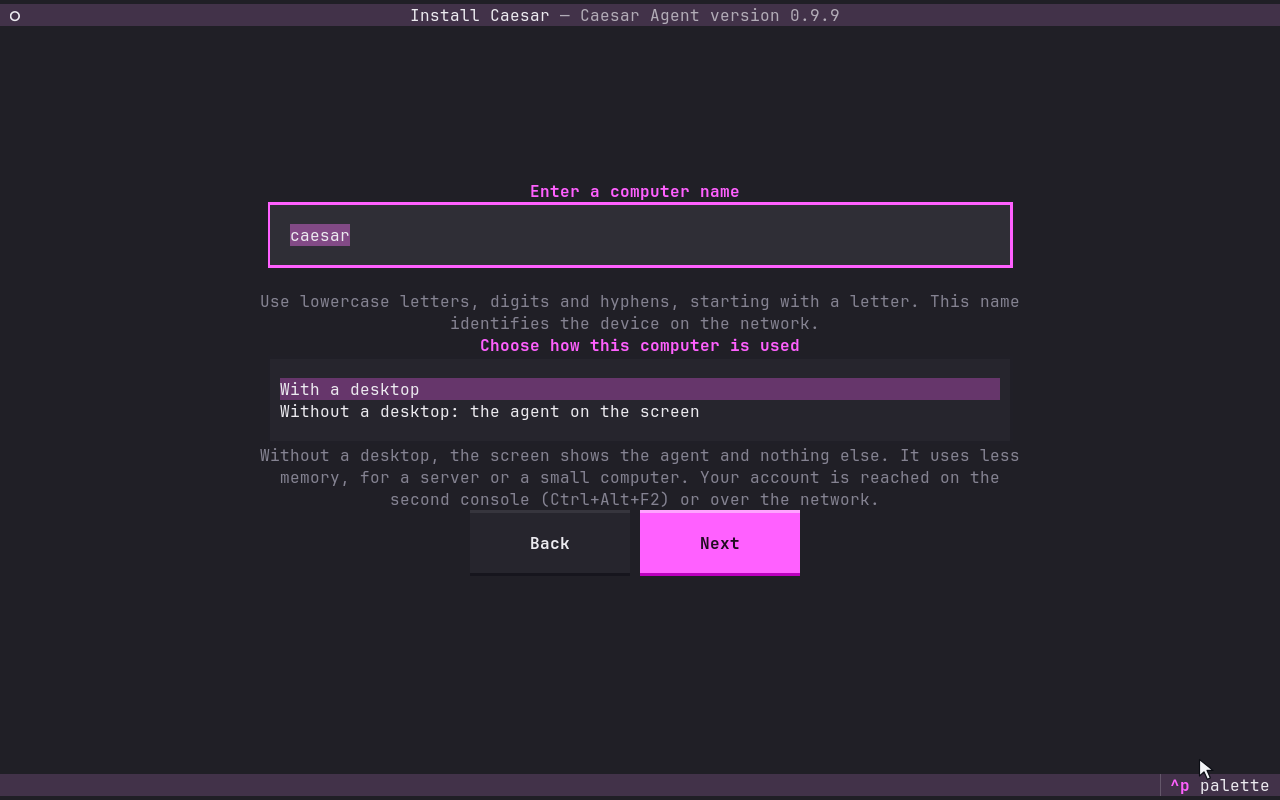 Install Caesar — Caesar Agent version 0.9.9
Enter a computer name
caesar
Use lowercase letters, digits and hyphens, starting with a letter. This name
identifies the device on the network.
Choose how this computer is used
With a desktop
Without a desktop: the agent on the screen
Without a desktop, the screen shows the agent and nothing else. It uses less
memory, for a server or a small computer. Your account is reached on the
second console (Ctrl+Alt+F2) or over the network.
Back Next
^p palette